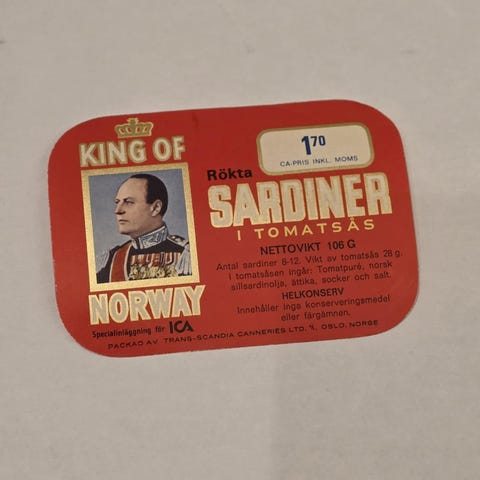 KING OF
NORWAY
Specialinläggning för ICA
1 70
CA-PRIS INKL. MOMS
Rökta
SARDINER
I TOMATSÅS
NETTOVIKT 106 G
Antal sardiner 8-12. Vikt av tomatsås 28 g.
I tomatsåsen ingår: Tomatpuré, norsk
sillsardinolja, ättika, socker och salt.
HELKONSERV
Innehåller inga konserveringsmedel
eller färgämnen.
PACKAD AV TRANS-SCANDIA CANNERIES LTD. A/S, OSLO, NORGE